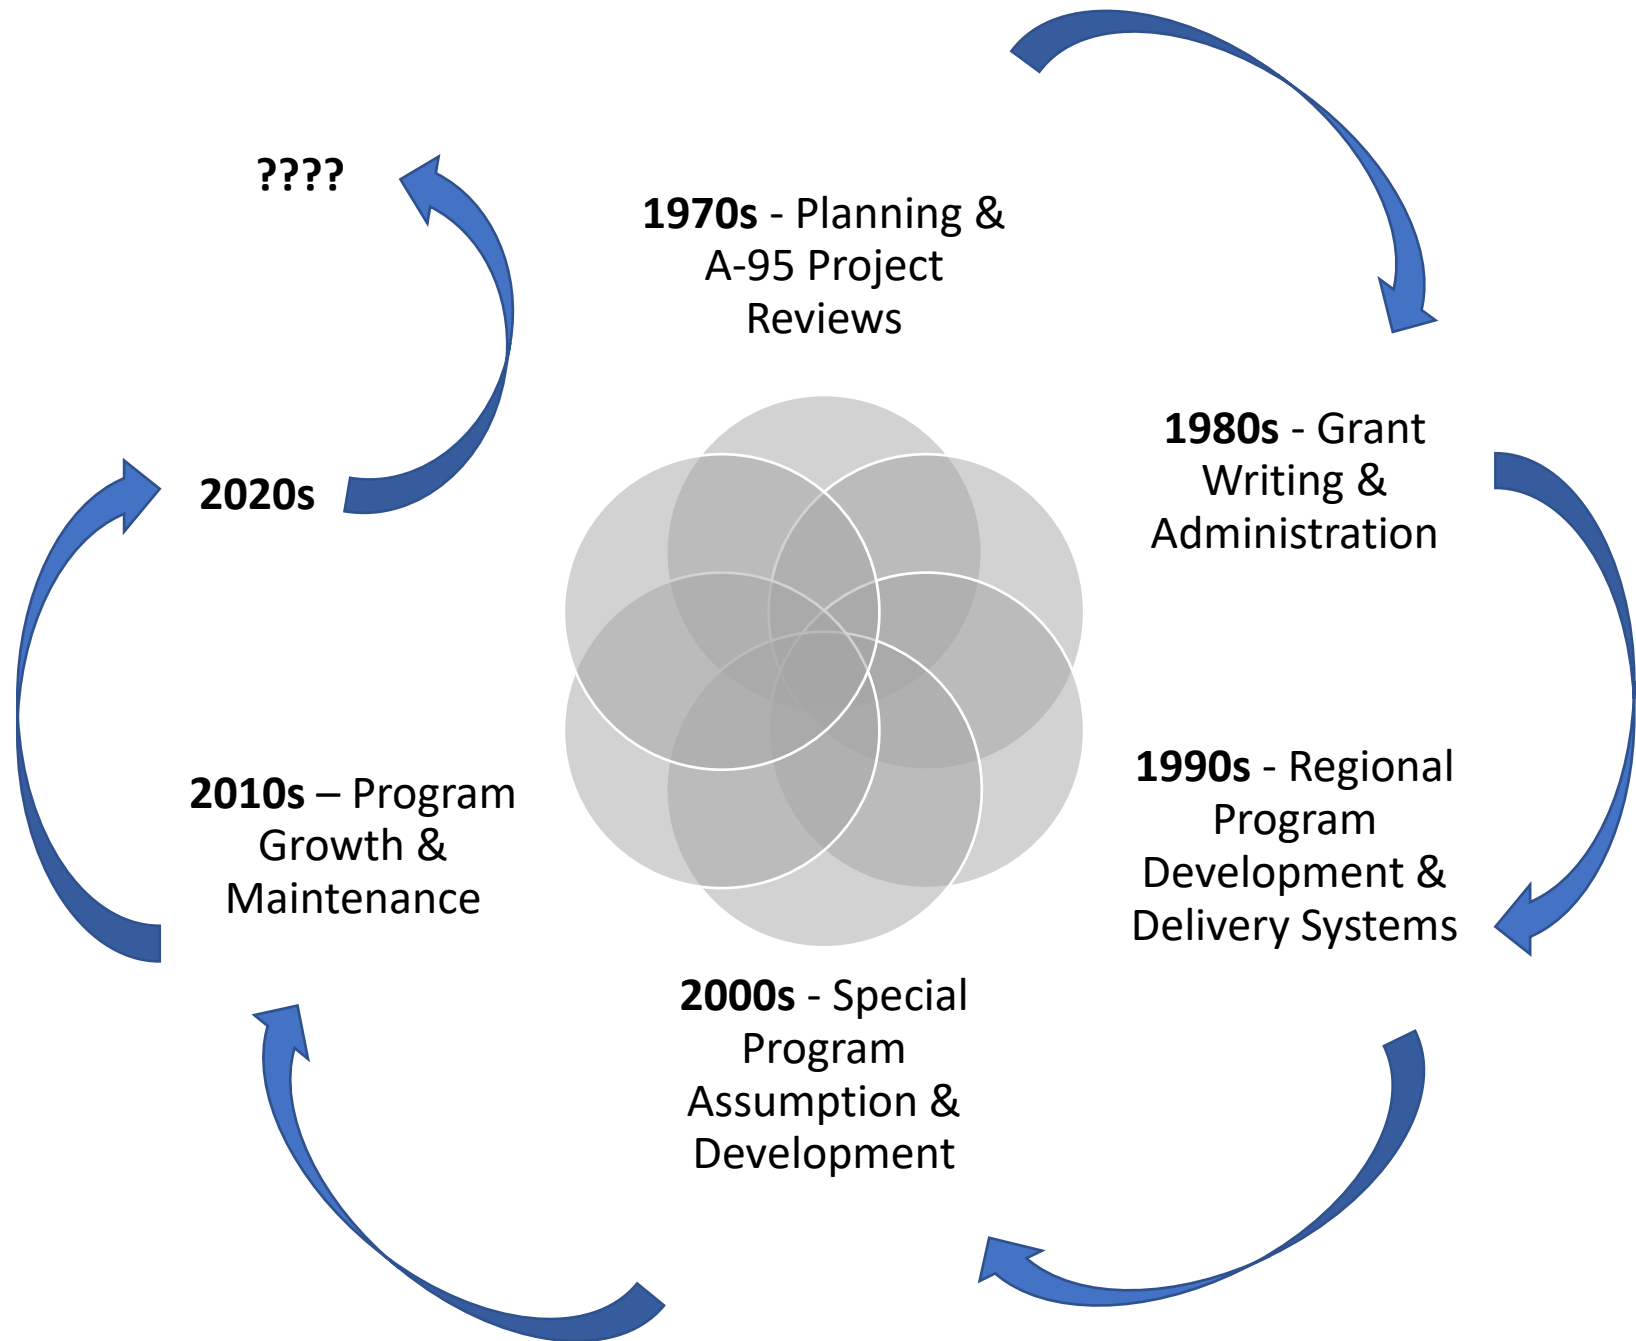 1970s - Planning &
A-95 Project
Reviews
1980s - Grant
Writing &
Administration
1990s - Regional
Program
Development &
Delivery Systems
2000s - Special
Program
Assumption &
Development
2010s – Program
Growth &
Maintenance
2020s
????